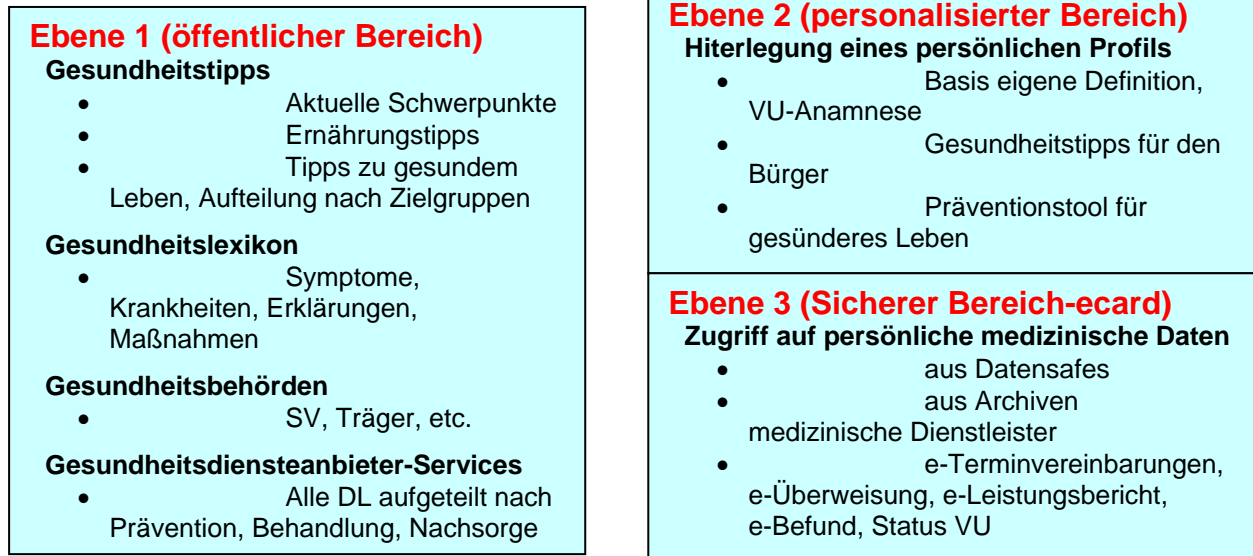 Ebene 1 (öffentlicher Bereich)
Gesundheitstipps
• Aktuelle Schwerpunkte
• Ernährungstipps
• Tipps zu gesundem
Leben, Aufteilung nach Zielgruppen
Gesundheitslexikon
• Symptome,
Krankheiten, Erklärungen,
Maßnahmen
Gesundheitsbehörden
• SV, Träger, etc.
Gesundheitsdiensteanbieter-Services
• Alle DL aufgeteilt nach
Prävention, Behandlung, Nachsorge
Ebene 2 (personalisierter Bereich)
Hiterlegung eines persönlichen Profils
• Basis eigene Definition,
VU-Anamnese
• Gesundheitstipps für den
Bürger
• Präventionstool für
gesünderes Leben
Ebene 3 (Sicherer Bereich-ecard)
Zugriff auf persönliche medizinische Daten
• aus Datensafes
• aus Archiven
medizinische Dienstleister
• e-Terminvereinbarungen,
e-Überweisung, e-Leistungsbericht,
e-Befund, Status VU